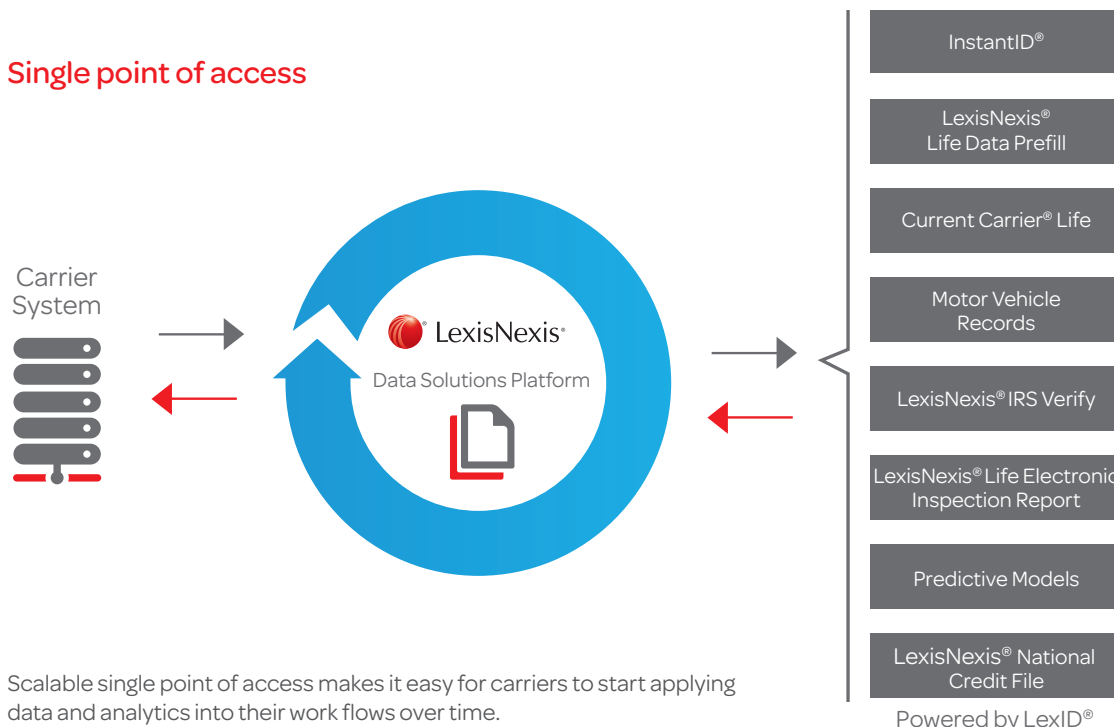 Single point of access
Carrier
System
LexisNexis®
Data Solutions Platform
InstantID®
LexisNexis®
Life Data Prefill
Current Carrier® Life
Motor Vehicle
Records
LexisNexis® IRS Verify
LexisNexis® Life Electronic
Inspection Report
Predictive Models
LexisNexis® National
Credit File
Powered by LexID®
Scalable single point of access makes it easy for carriers to start applying
data and analytics into their work flows over time.